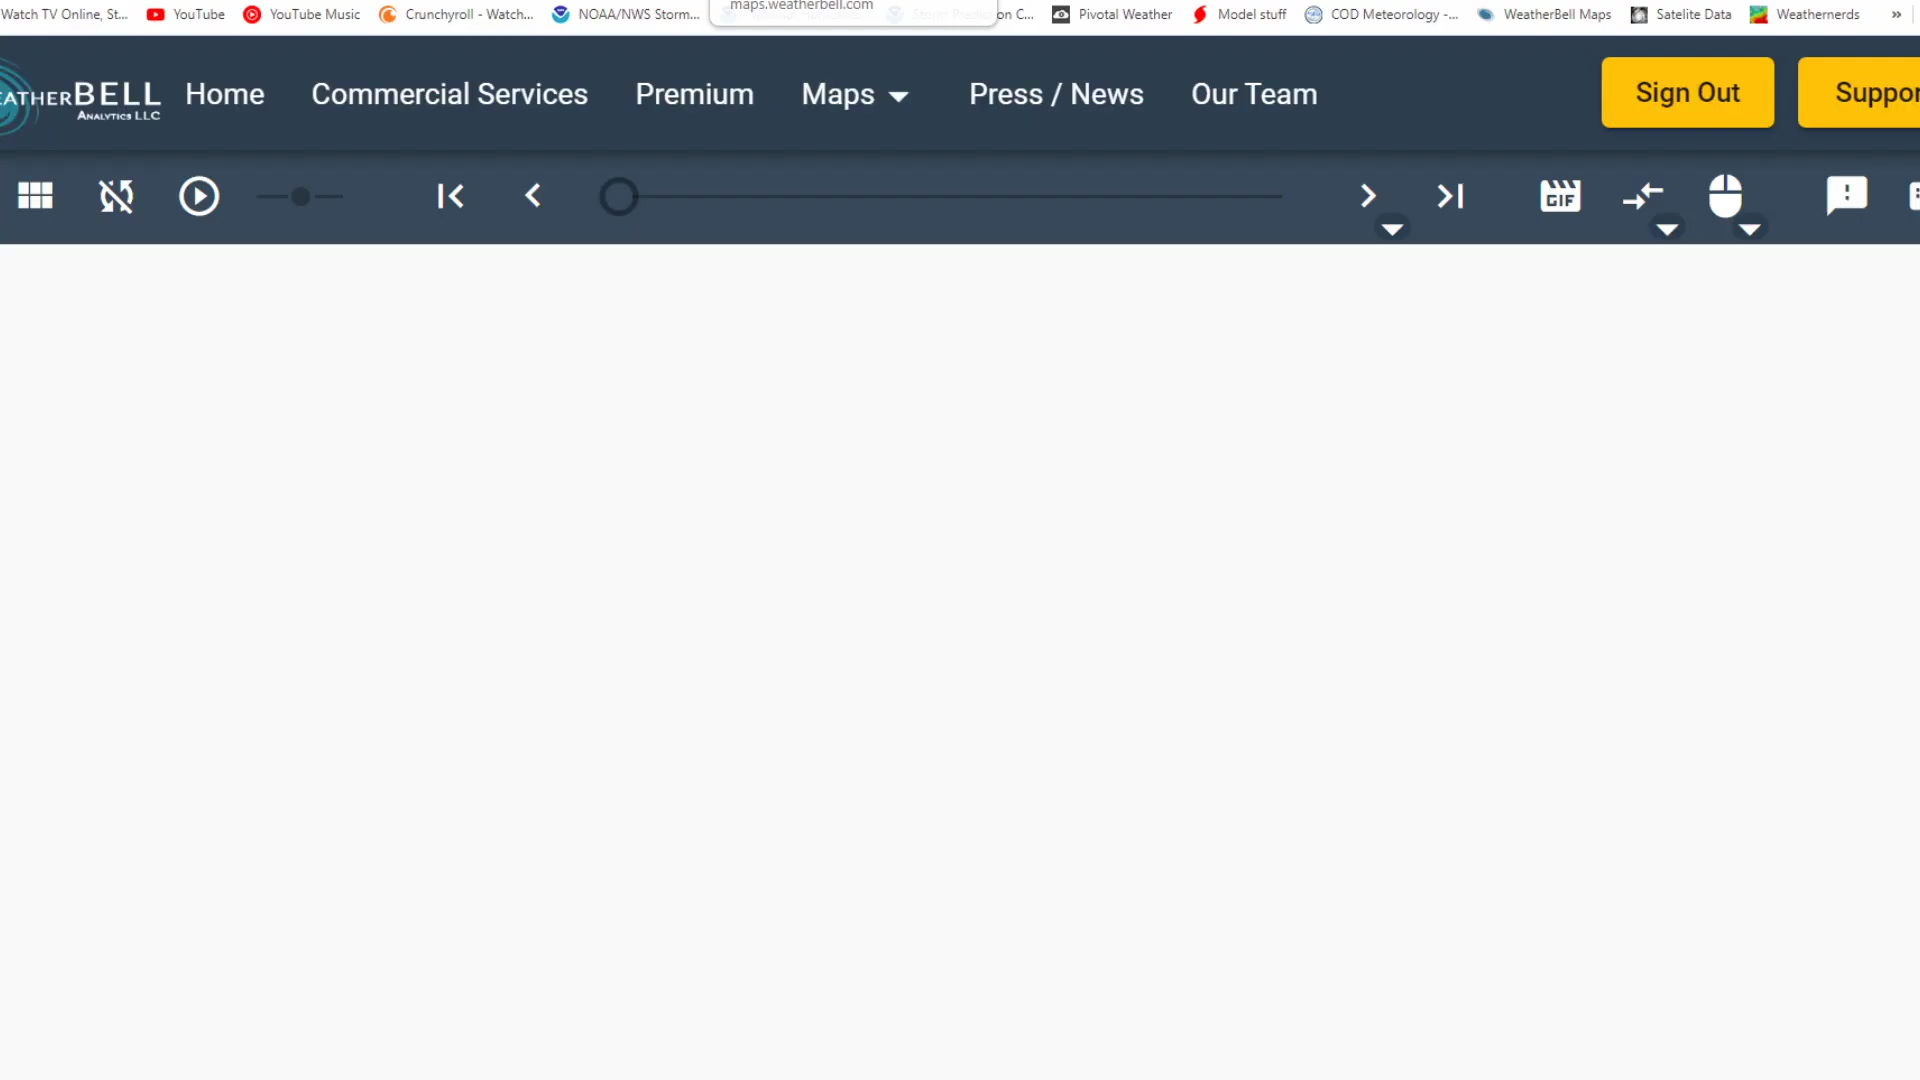 maps.weatherbell.com
Watch TV Online, St... YouTube YouTube Music Crunchyroll - Watch... NOAA/NWS Storm... on C... Pivotal Weather Model stuff COD Meteorology -... WeatherBell Maps Satelite Data Weathernerds »
EATHERBELL Home Commercial Services Premium Maps Press / News Our Team Sign Out Suppor
ANALYTICS LLC
GIF